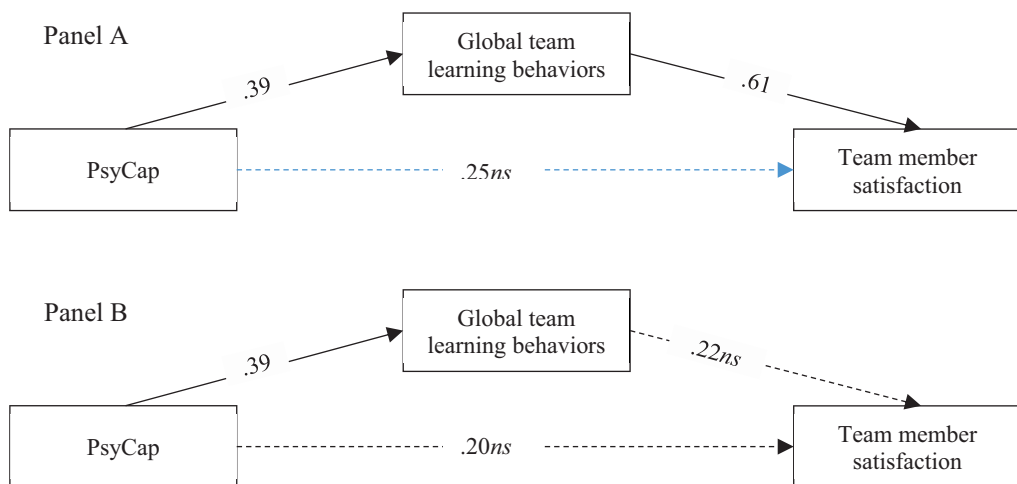 Panel A
Global team
learning behaviors
.39
.61
PsyCap
.25ns
Team member
satisfaction
Panel B
Global team
learning behaviors
.39
.22ns
PsyCap
.20ns
Team member
satisfaction